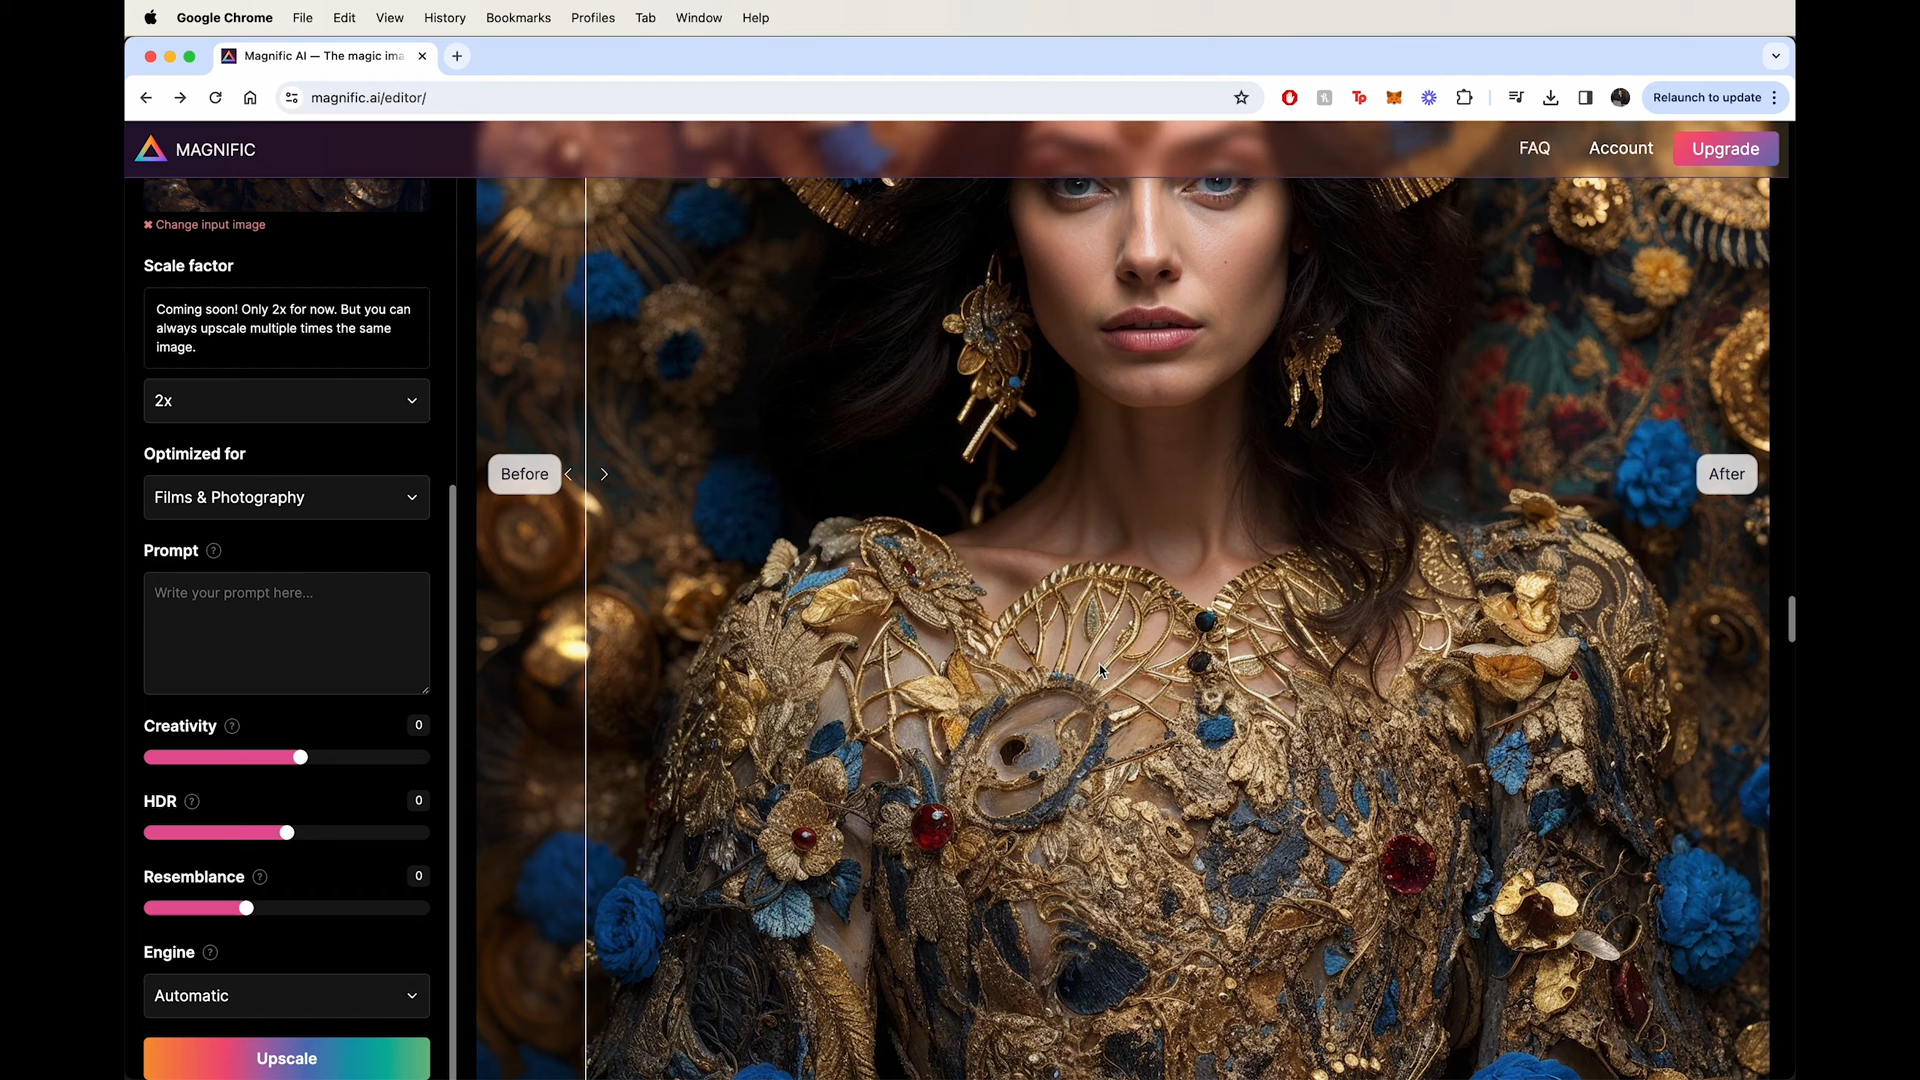 Google Chrome File Edit View History Bookmarks Profiles Tab Window Help
Magnific AI — The magic ima
magnific.ai/editor/
Relaunch to update
MAGNIFIC
FAQ Account Upgrade
✖ Change input image
Scale factor
Coming soon! Only 2x for now. But you can
always upscale multiple times the same
image.
2x
Optimized for
Films & Photography
Before
After
Prompt ?
Write your prompt here...
Creativity ? 0
HDR ? 0
Resemblance ? 0
Engine ?
Automatic
Upscale